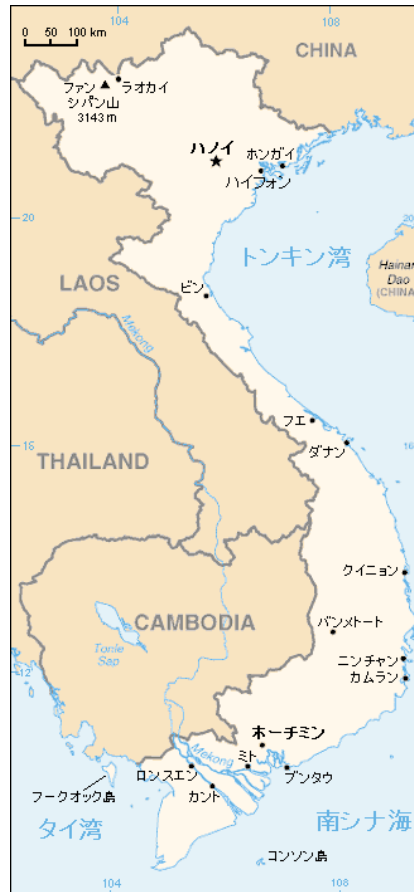 104
108
0 50 100 km
CHINA
ファン
シパン山
3143 m
ラオカイ
ハノイ
ホンガイ
ハイフォン
20
20
トンキン湾
Hainan
Dao
(CHINA)
LAOS
ビン
Mekong
フエ
16
16
ダナン
THAILAND
クイニョン
CAMBODIA
バンメトート
Tonle
Sap
ニンチャン
カムラン
12
ホーチミン
Mekong
ミト
ロンスエン
ブンタウ
フークオック島
カント
タイ湾
南シナ海
コンソン島
104
108